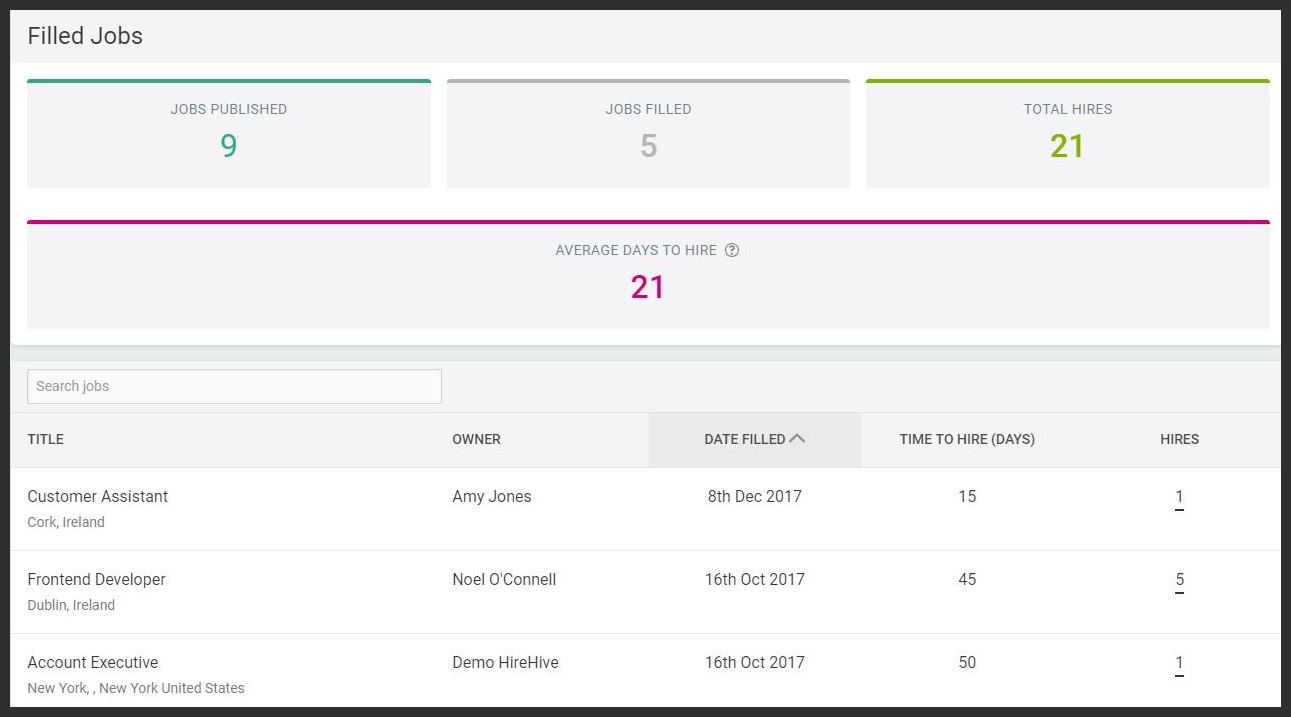 Filled Jobs
JOBS PUBLISHED
9
JOBS FILLED
5
TOTAL HIRES
21
AVERAGE DAYS TO HIRE ?
21
Search jobs
TITLE OWNER DATE FILLED TIME TO HIRE (DAYS) HIRES
Customer Assistant Amy Jones 8th Dec 2017 15 1
Cork, Ireland
Frontend Developer Noel O'Connell 16th Oct 2017 45 5
Dublin, Ireland
Account Executive Demo HireHive 16th Oct 2017 50 1
New York, , New York United States